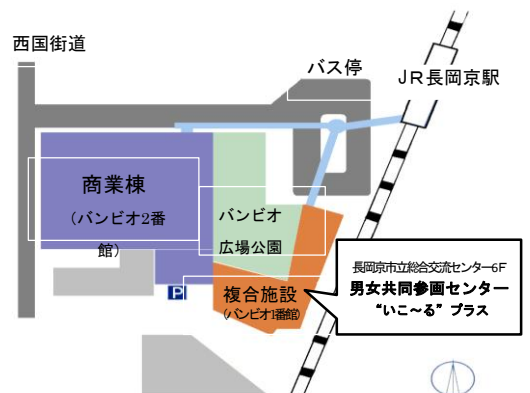 西国街道
バス停
JR長岡京駅
商業棟
(バンビオ2番
館)
バンビオ
広場公園
長岡京市立総合交流センター6F
男女共同参画センター
“いこ～る” プラス
P
複合施設
(バンビオ1番館)